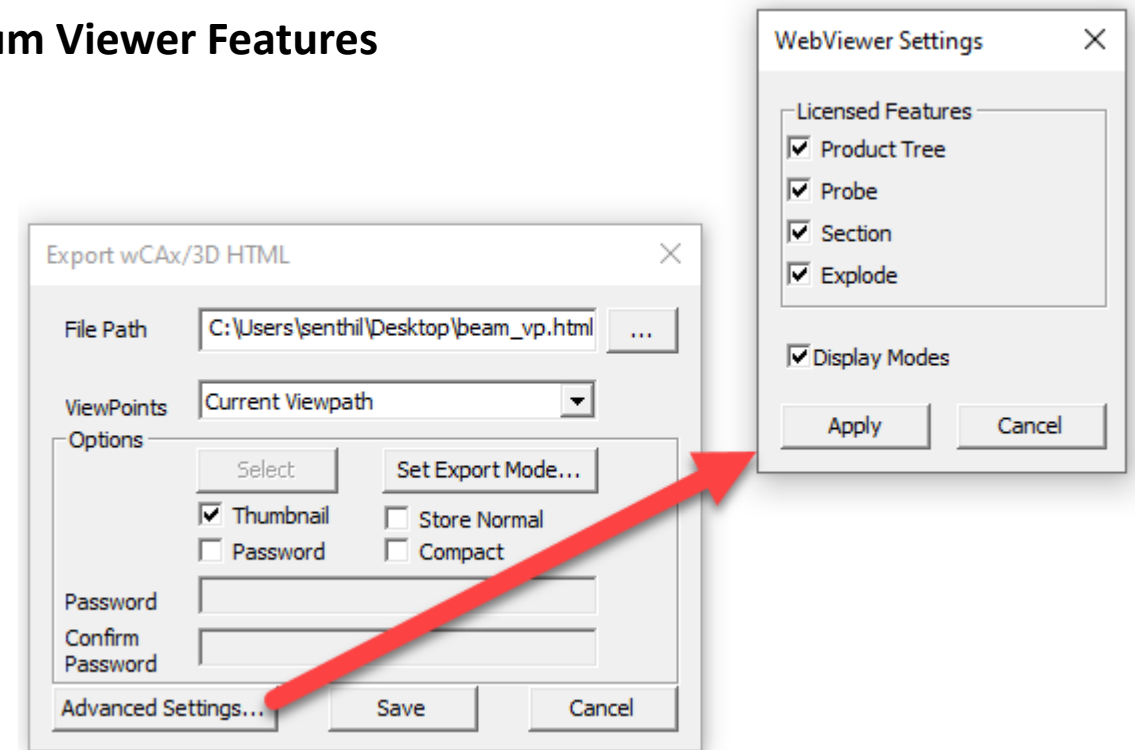 um Viewer Features
WebViewer Settings
Licensed Features
Product Tree
Probe
Section
Explode
Display Modes
Apply Cancel
Export wCAx/3D HTML
File Path C:\Users\senthil\Desktop\beam_vp.html ...
ViewPoints Current Viewpath
Options
Select Set Export Mode...
Thumbnail Store Normal
Password Compact
Password
Confirm
Password
Advanced Settings... Save Cancel